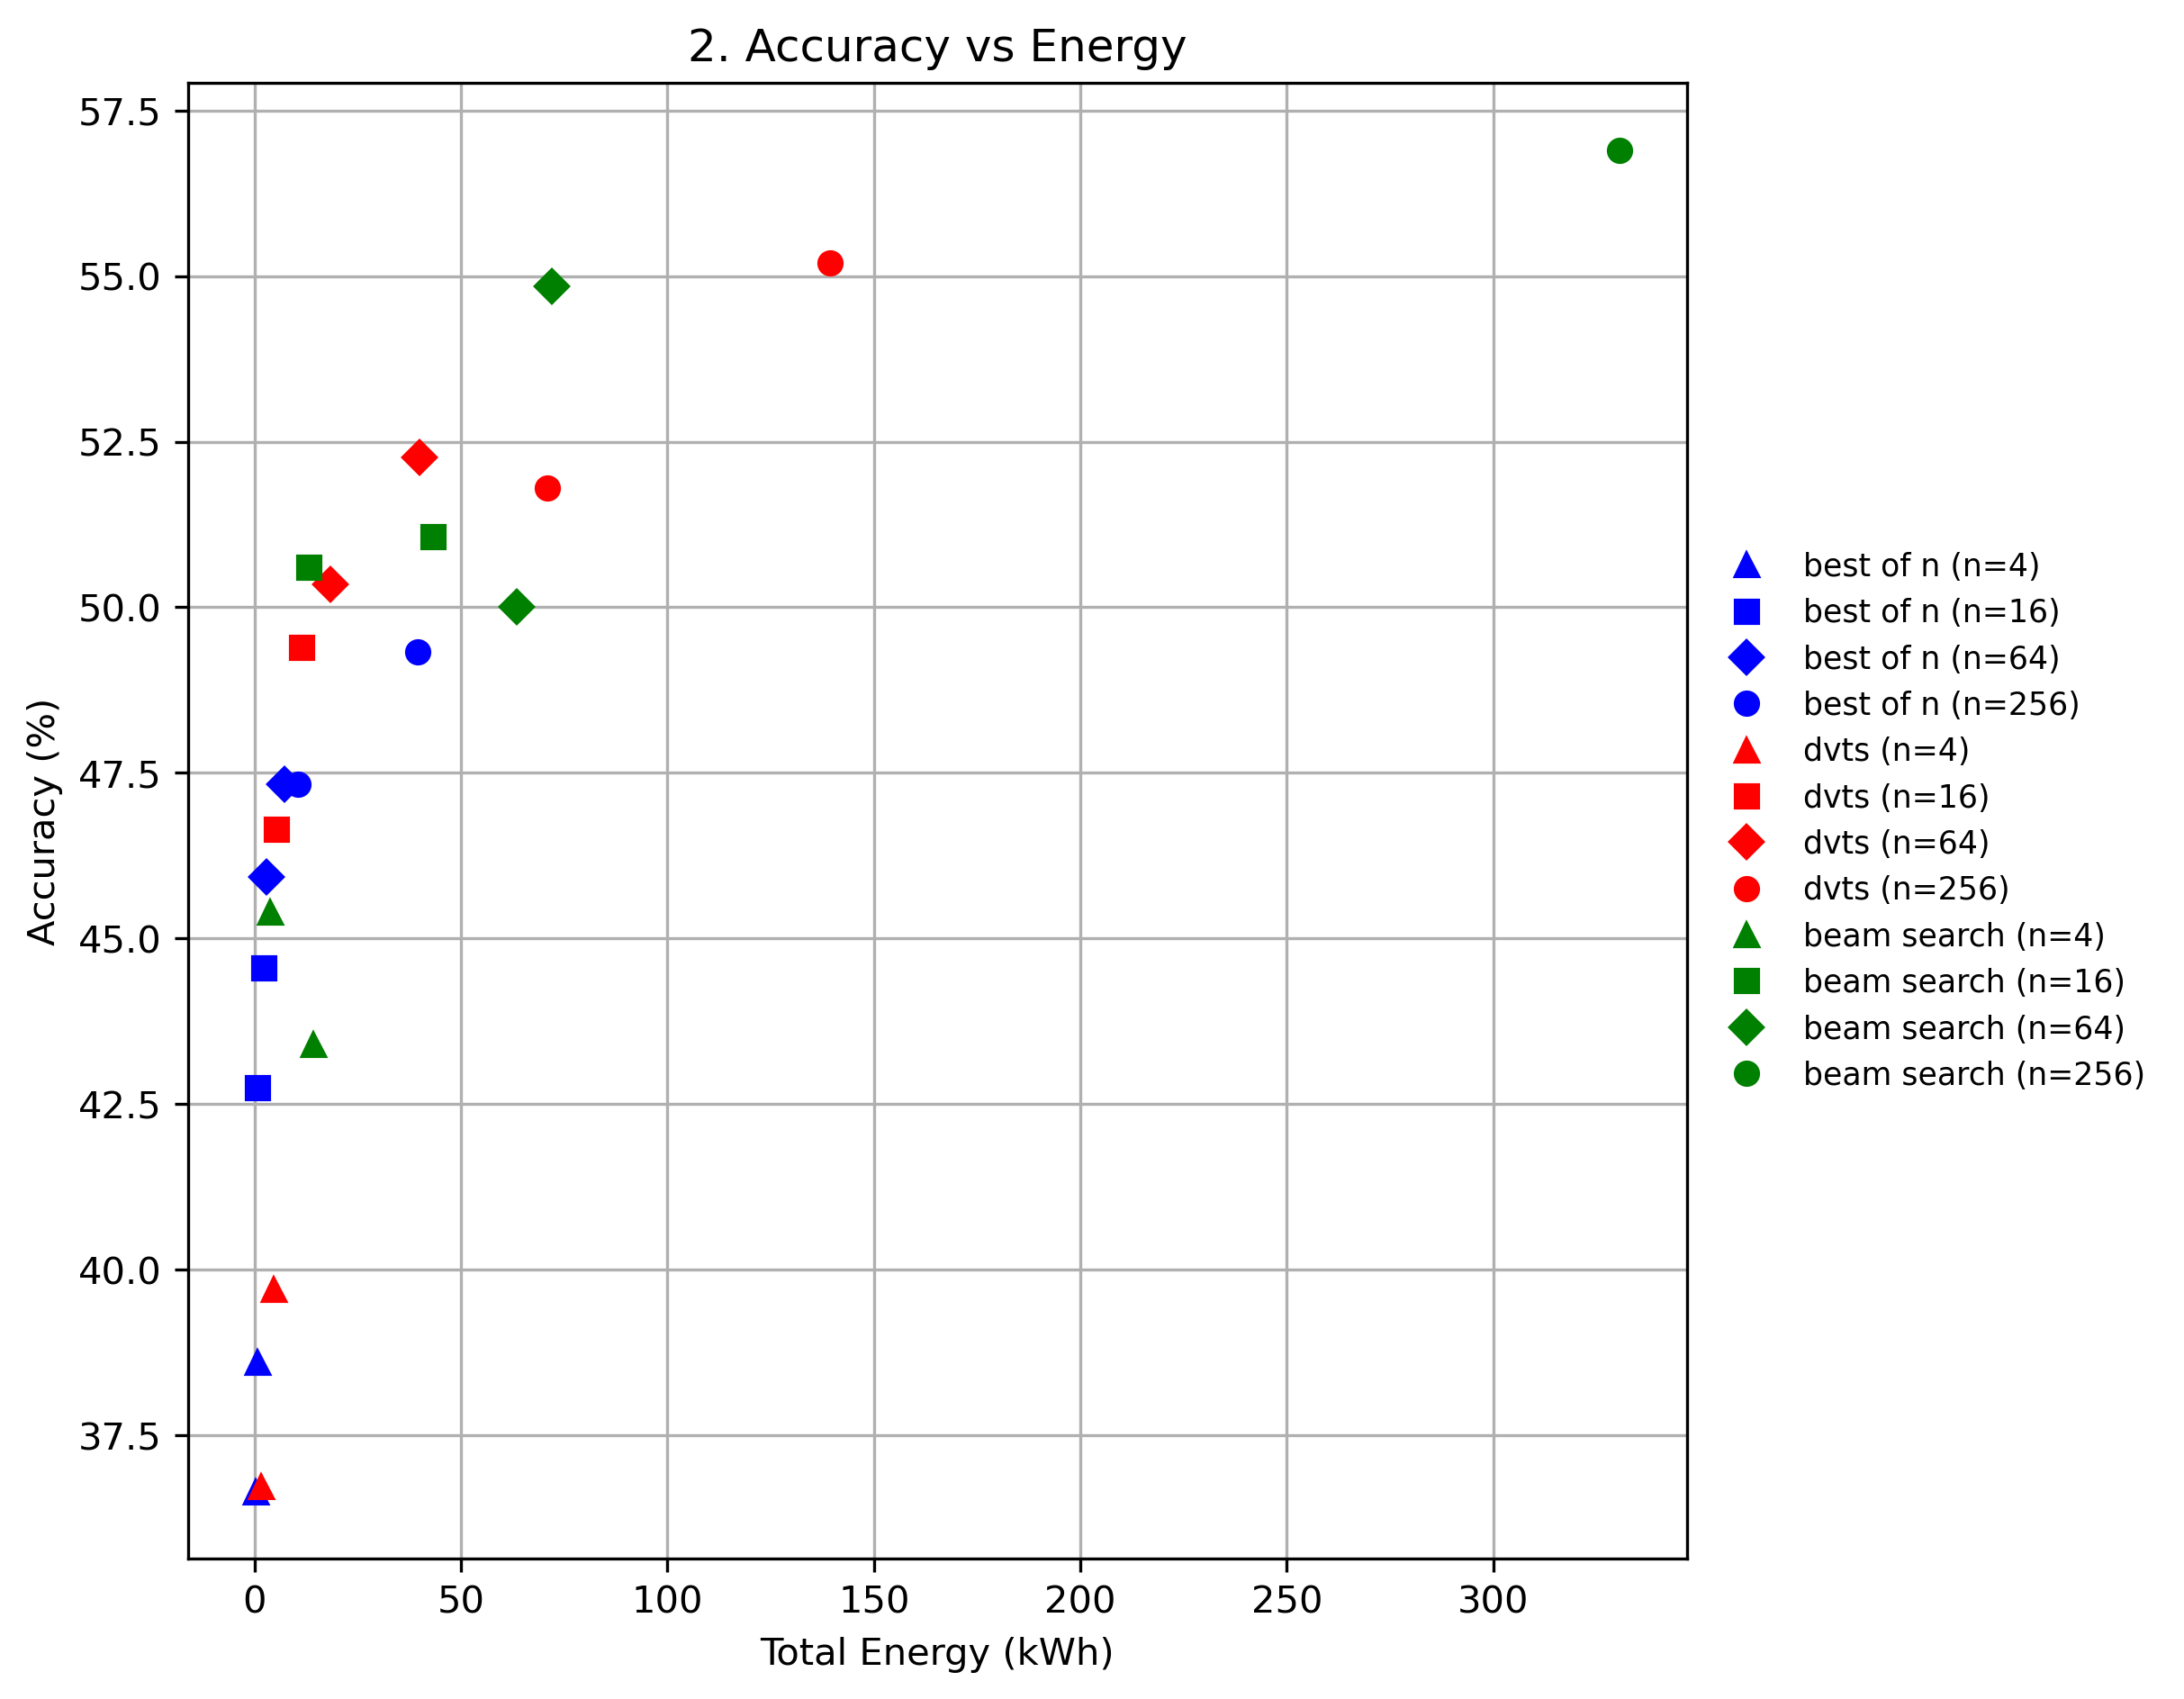 2. Accuracy vs Energy
57.5
55.0
52.5
50.0
47.5
45.0
42.5
40.0
37.5
Accuracy (%)
0 50 100 150 200 250 300
Total Energy (kWh)
best of n (n=4)
best of n (n=16)
best of n (n=64)
best of n (n=256)
dvts (n=4)
dvts (n=16)
dvts (n=64)
dvts (n=256)
beam search (n=4)
beam search (n=16)
beam search (n=64)
beam search (n=256)